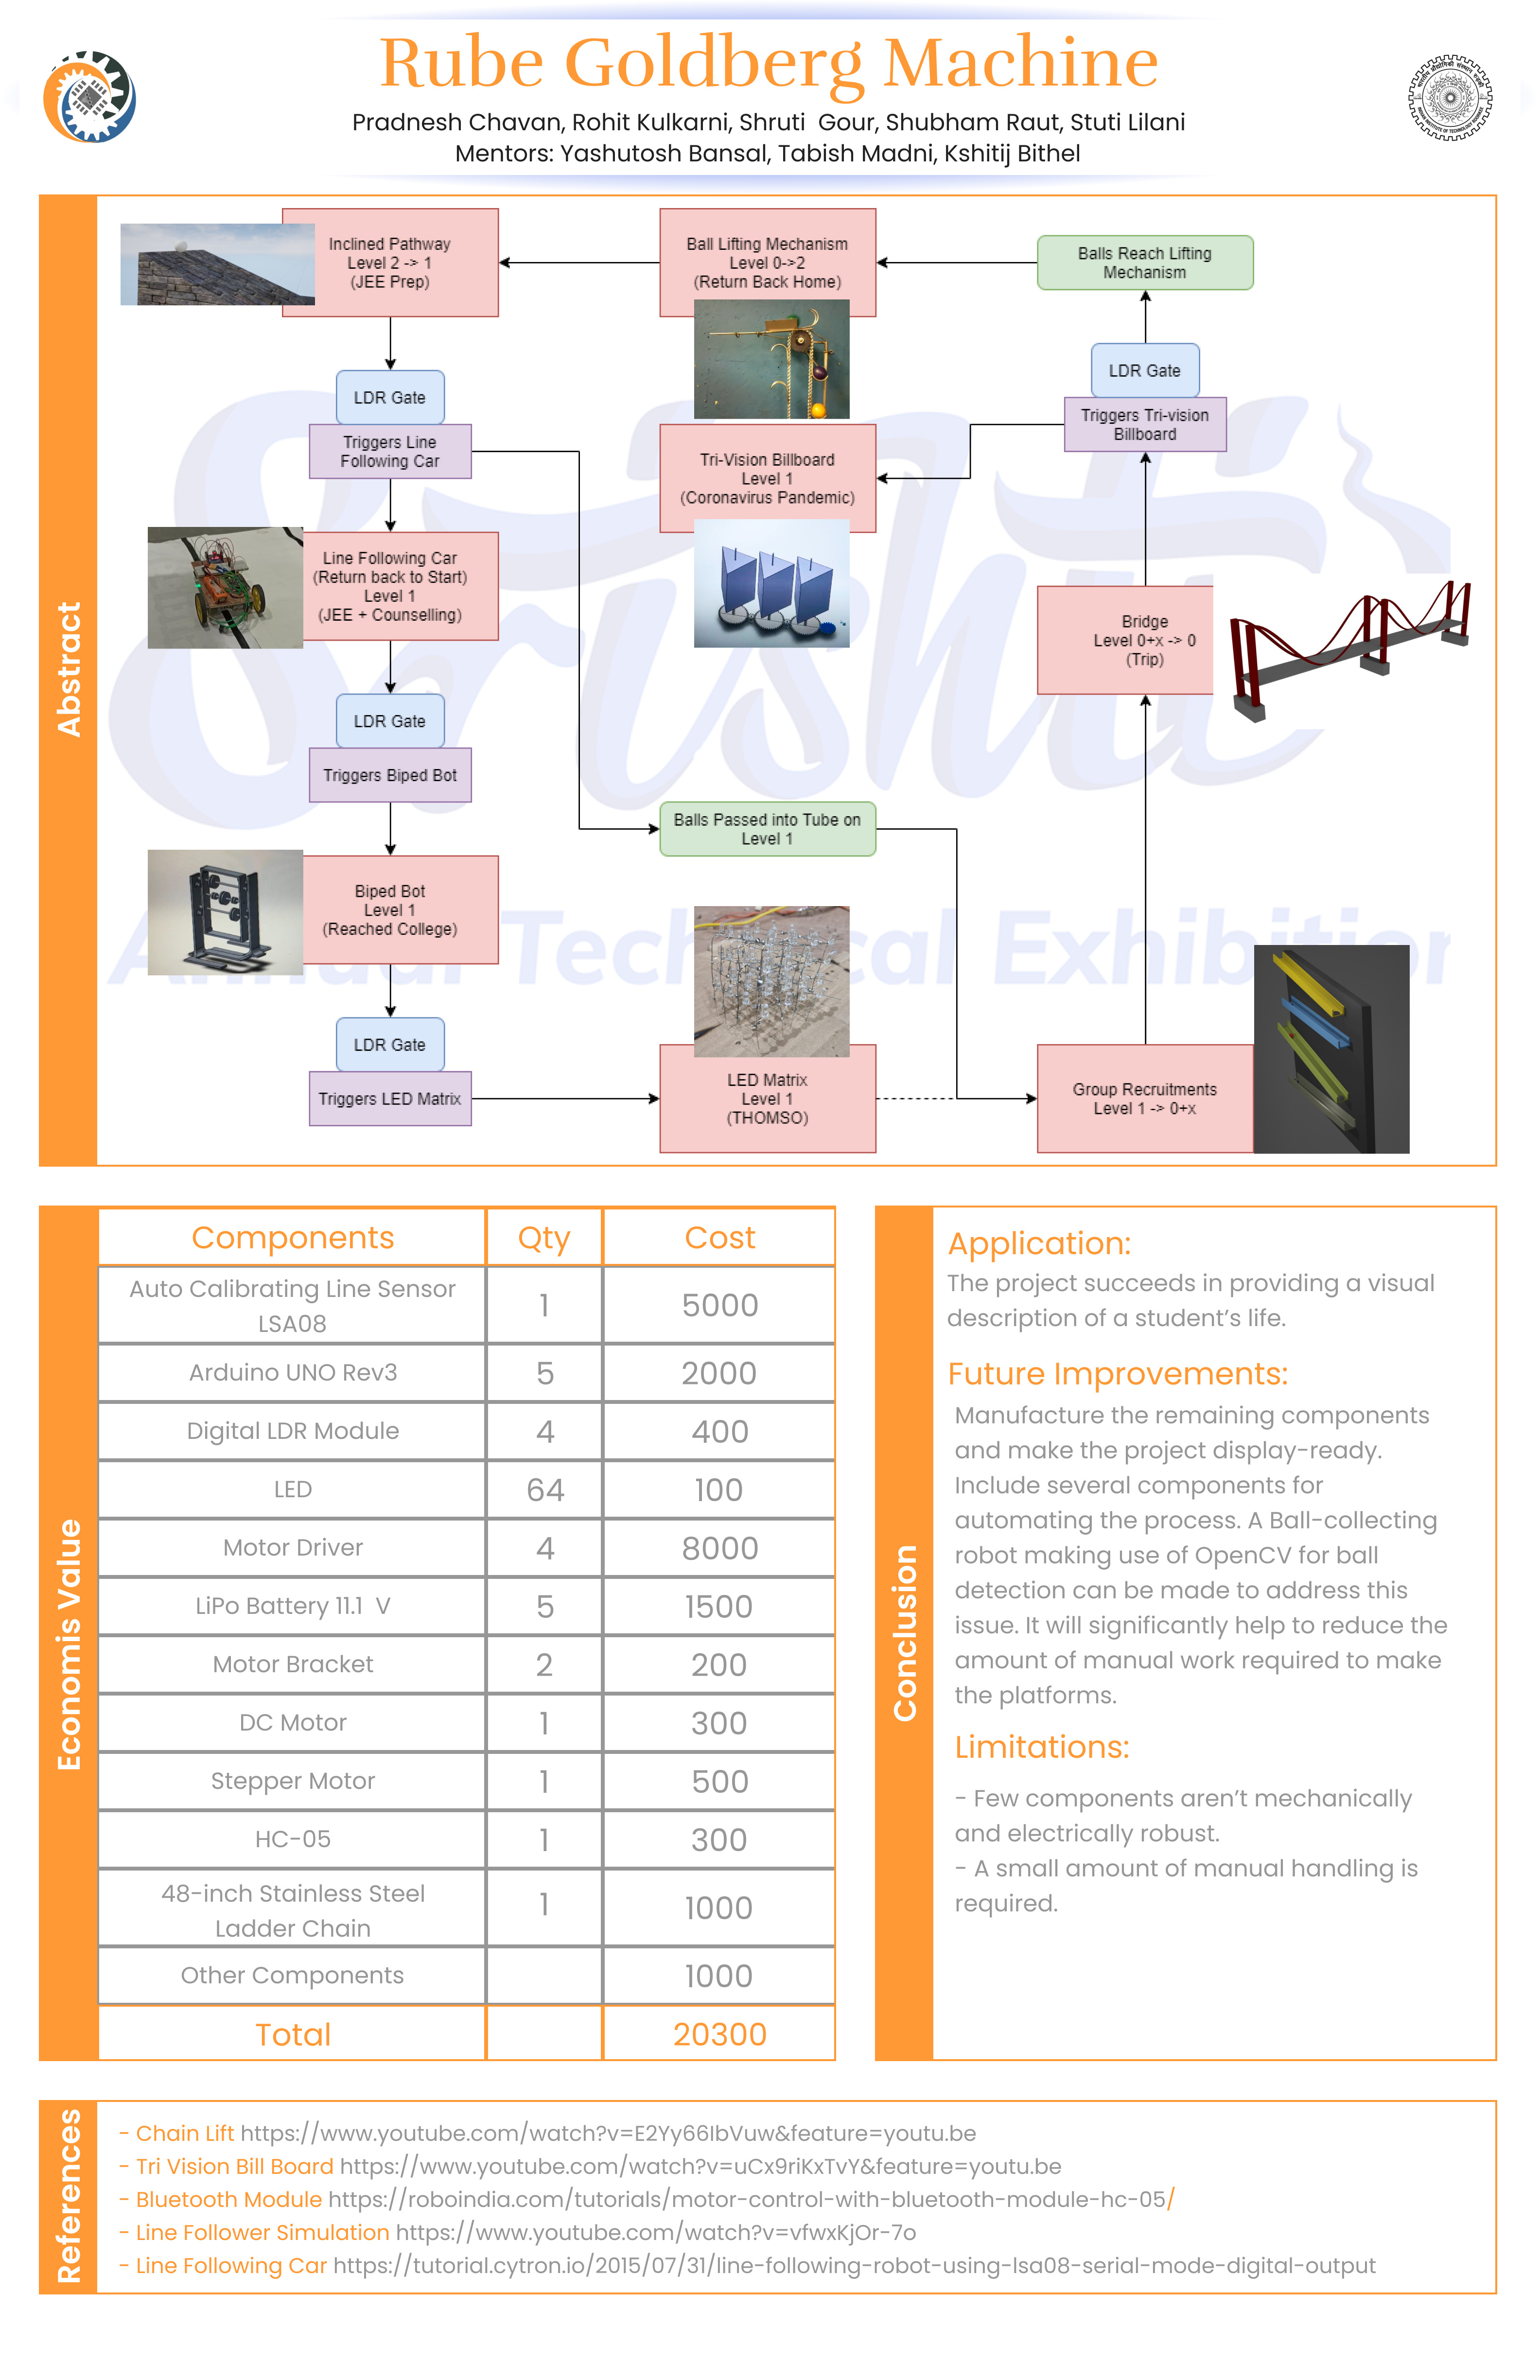 Rube Goldberg Machine
Pradnesh Chavan, Rohit Kulkarni, Shruti Gour, Shubham Raut, Stuti Lilani
Mentors: Yashutosh Bansal, Tabish Madni, Kshitij Bithel
Abstract
Srishti
Annual Technical Exhibition
Inclined Pathway
Level 2 -> 1
(JEE Prep)
Ball Lifting Mechanism
Level 0->2
(Return Back Home)
Balls Reach Lifting
Mechanism
LDR Gate
Triggers Line
Following Car
LDR Gate
Triggers Tri-vision
Billboard
Tri-Vision Billboard
Level 1
(Coronavirus Pandemic)
Line Following Car
(Return back to Start)
Level 1
(JEE + Counselling)
Bridge
Level 0+x -> 0
(Trip)
LDR Gate
Triggers Biped Bot
Balls Passed into Tube on
Level 1
Biped Bot
Level 1
(Reached College)
LDR Gate
Triggers LED Matrix
LED Matrix
Level 1
(THOMSO)
Group Recruitments
Level 1 -> 0+x
Economis Value
Components Qty Cost
Auto Calibrating Line Sensor
LSA08 1 5000
Arduino UNO Rev3 5 2000
Digital LDR Module 4 400
LED 64 100
Motor Driver 4 8000
LiPo Battery 11.1 V 5 1500
Motor Bracket 2 200
DC Motor 1 300
Stepper Motor 1 500
HC-05 1 300
48-inch Stainless Steel
Ladder Chain 1 1000
Other Components 1000
Total 20300
Conclusion
Application:
The project succeeds in providing a visual
description of a student's life.
Future Improvements:
Manufacture the remaining components
and make the project display-ready.
Include several components for
automating the process. A Ball-collecting
robot making use of OpenCV for ball
detection can be made to address this
issue. It will significantly help to reduce the
amount of manual work required to make
the platforms.
Limitations:
- Few components aren't mechanically
and electrically robust.
- A small amount of manual handling is
required.
References
- Chain Lift https://www.youtube.com/watch?v=E2Yy66IbVuw&feature=youtu.be
- Tri Vision Bill Board https://www.youtube.com/watch?v=uCx9riKxTvY&feature=youtu.be
- Bluetooth Module https://roboindia.com/tutorials/motor-control-with-bluetooth-module-hc-05/
- Line Follower Simulation https://www.youtube.com/watch?v=vfwxKjOr-7o
- Line Following Car https://tutorial.cytron.io/2015/07/31/line-following-robot-using-lsa08-serial-mode-digital-output